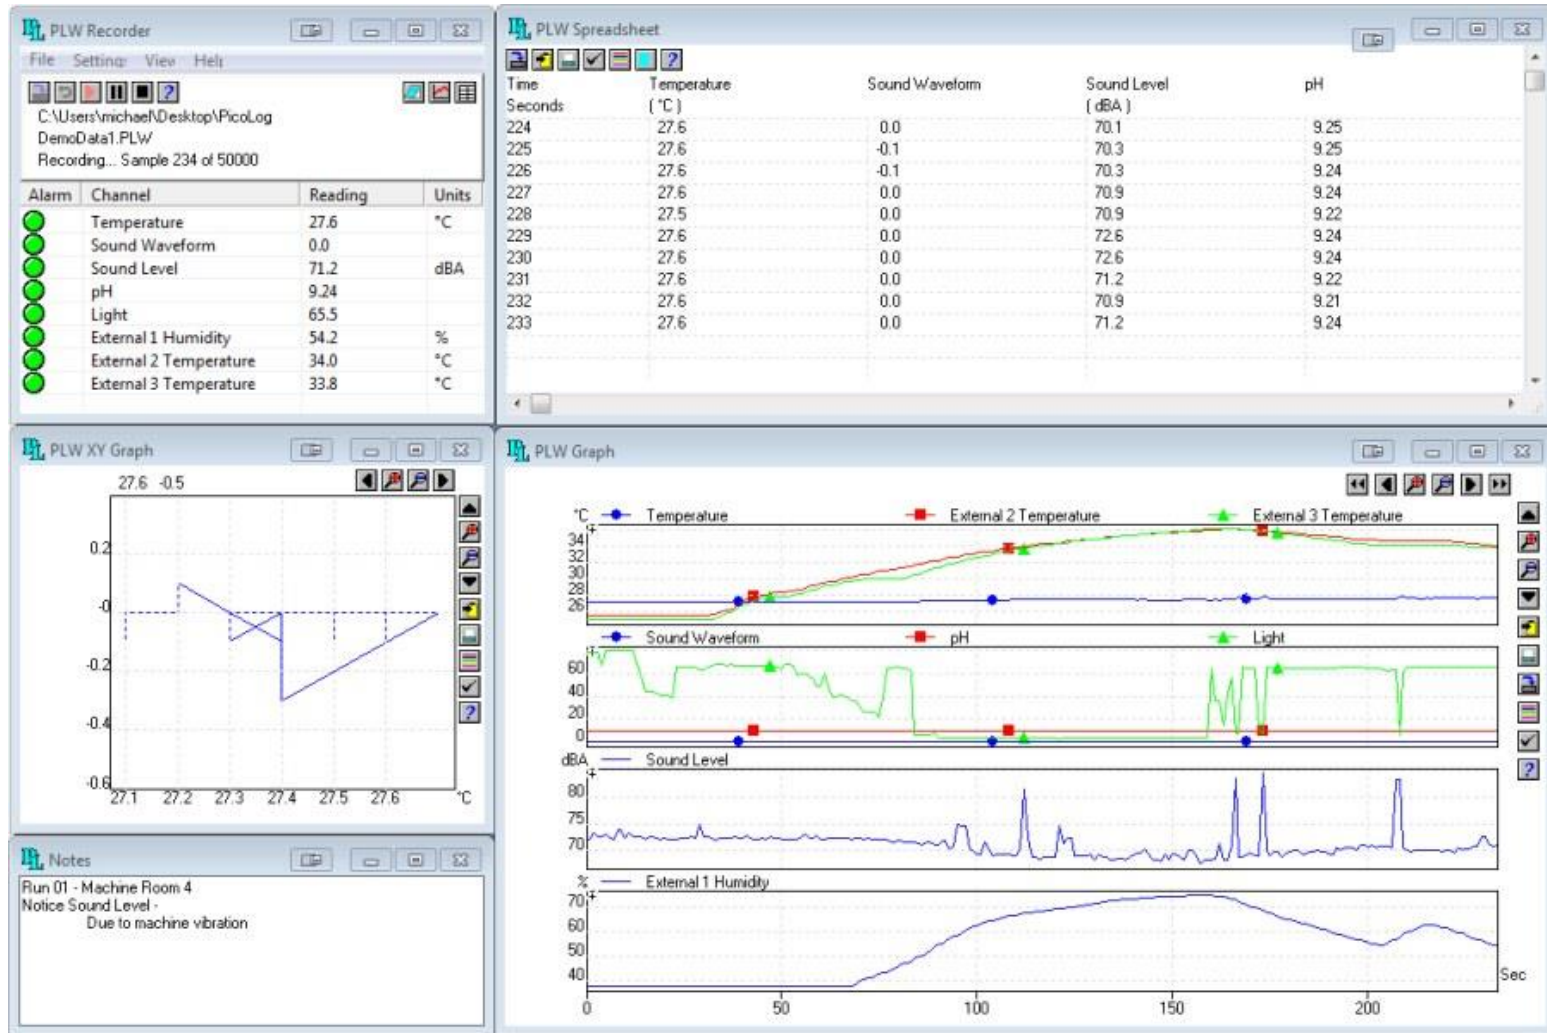 PLW Recorder
File Settings View Help
C:\Users\michael\Desktop\PicoLog
DemoData1.PLW
Recording... Sample 234 of 50000
Alarm Channel Reading Units
Temperature 27.6 °C
Sound Waveform 0.0
Sound Level 71.2 dBA
pH 9.24
Light 65.5
External 1 Humidity 54.2 %
External 2 Temperature 34.0 °C
External 3 Temperature 33.8 °C
PLW Spreadsheet
Time Temperature Sound Waveform Sound Level pH
Seconds (°C) (dBA)
224 27.6 0.0 70.1 9.25
225 27.6 -0.1 70.3 9.25
226 27.6 -0.1 70.3 9.24
227 27.6 0.0 70.9 9.24
228 27.5 0.0 70.9 9.22
229 27.6 0.0 72.6 9.24
230 27.6 0.0 72.6 9.24
231 27.6 0.0 71.2 9.22
232 27.6 0.0 70.9 9.21
233 27.6 0.0 71.2 9.24
PLW XY Graph
27.6 -0.5
0.2
-0
-0.2
-0.4
-0.6
27.1 27.2 27.3 27.4 27.5 27.6 °C
Notes
Run 01 - Machine Room 4
Notice Sound Level -
Due to machine vibration
PLW Graph
°C Temperature External 2 Temperature External 3 Temperature
34
32
30
28
26
Sound Waveform pH Light
60
40
20
0
dBA Sound Level
80
75
70
% External 1 Humidity
70
60
50
40
Sec
0 50 100 150 200